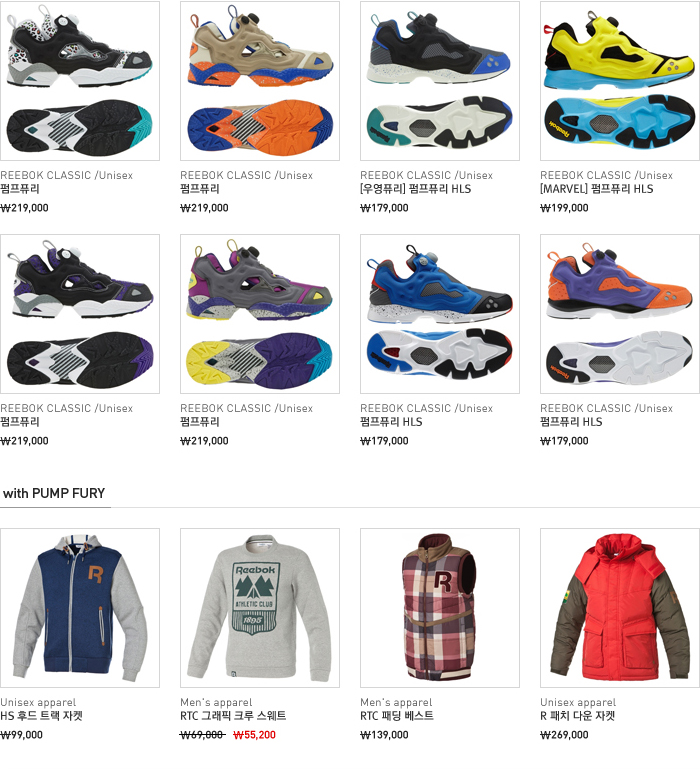 REEBOK CLASSIC /Unisex
펌프퓨리
₩219,000
REEBOK CLASSIC /Unisex
펌프퓨리
₩219,000
REEBOK CLASSIC /Unisex
[우영퓨리] 펌프퓨리 HLS
₩179,000
Reebok
REEBOK CLASSIC /Unisex
[MARVEL] 펌프퓨리 HLS
₩199,000
REEBOK CLASSIC /Unisex
펌프퓨리
₩219,000
REEBOK CLASSIC /Unisex
펌프퓨리
₩219,000
REEBOK CLASSIC /Unisex
펌프퓨리 HLS
₩179,000
Reebok
REEBOK CLASSIC /Unisex
펌프퓨리 HLS
₩179,000
with PUMP FURY
R
Unisex apparel
HS 후드 트랙 자켓
₩99,000
Reebok
ATHLETIC CLUB
1895
Men's apparel
RTC 그래픽 크루 스웨트
₩69,000 ₩55,200
R
Men's apparel
RTC 패딩 베스트
₩139,000
Unisex apparel
R 패치 다운 자켓
₩269,000